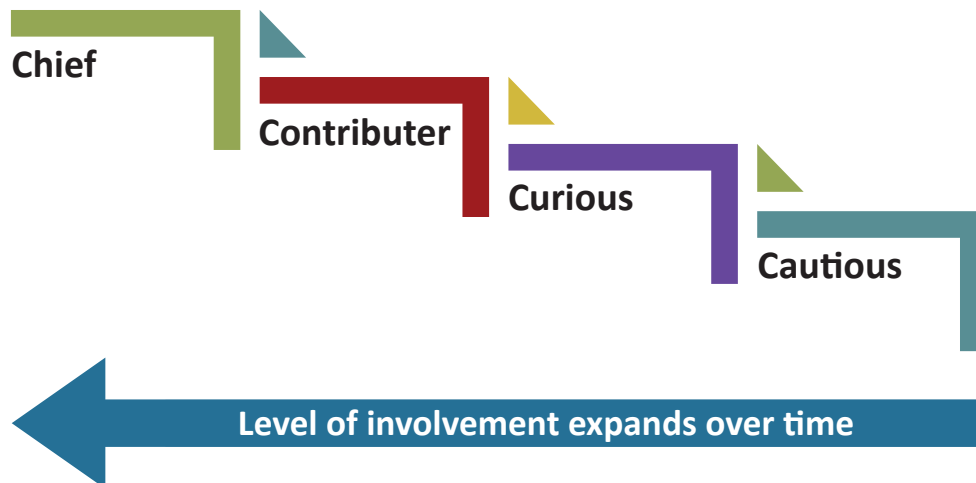 Chief
Contributer
Curious
Cautious
Level of involvement expands over time